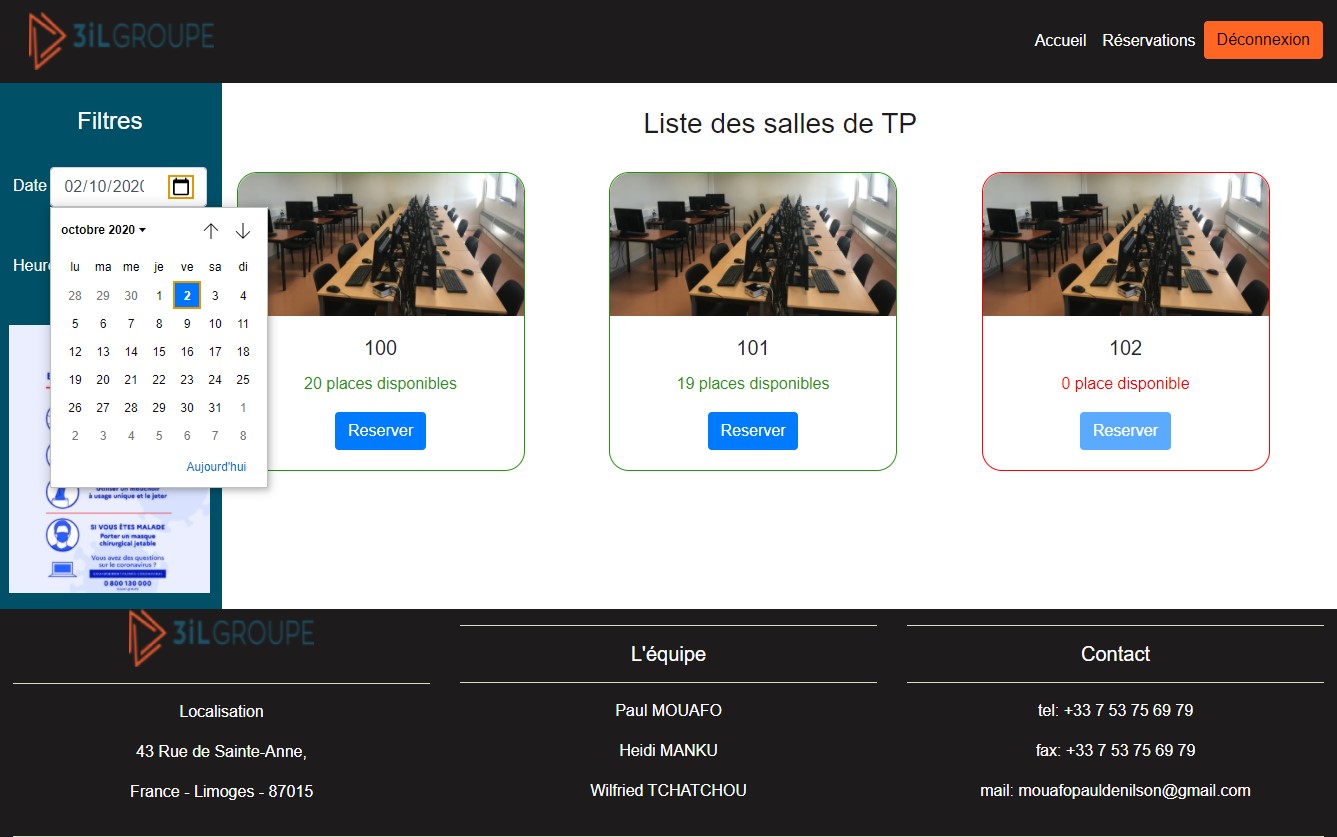 3iLGROUPE
Accueil Réservations Déconnexion
Filtres
Liste des salles de TP
Date 02/10/202
octobre 2020
lu ma me je ve sa di
28 29 30 1 2 3 4
5 6 7 8 9 10 11
12 13 14 15 16 17 18
19 20 21 22 23 24 25
26 27 28 29 30 31 1
2 3 4 5 6 7 8
Aujourd'hui
Heure
à usage unique et le jeter
SI VOUS ÊTES MALADE
Porter un masque
chirurgical jetable
Vous avez des questions
sur le coronavirus ?
0 800 130 000
100
20 places disponibles
Reserver
101
19 places disponibles
Reserver
102
0 place disponible
Reserver
3iLGROUPE
Localisation
43 Rue de Sainte-Anne,
France - Limoges - 87015
L'équipe
Paul MOUAFO
Heidi MANKU
Wilfried TCHATCHOU
Contact
tel: +33 7 53 75 69 79
fax: +33 7 53 75 69 79
mail: mouafopauldenilson@gmail.com